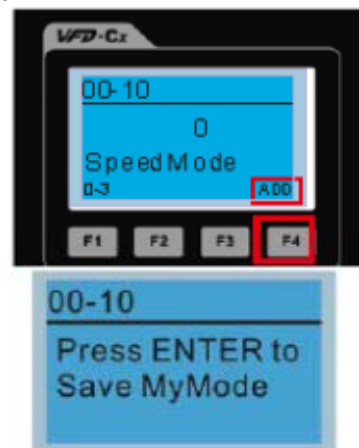 VFD-Cx
00-10
0
SpeedMode
0-3 ADD
F1 F2 F3 F4
00-10
Press ENTER to
Save MyMode